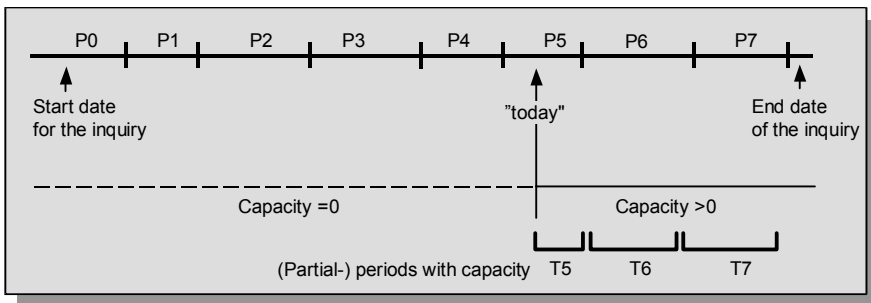 P0 P1 P2 P3 P4 P5 P6 P7
Start date
for the inquiry
"today"
End date
of the inquiry
Capacity =0
Capacity >0
(Partial-) periods with capacity T5 T6 T7